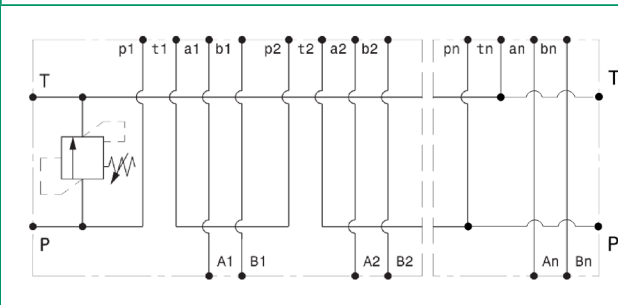 p1 t1 a1 b1 p2 t2 a2 b2 pn tn an bn
T T
P P
A1 B1 A2 B2 An Bn